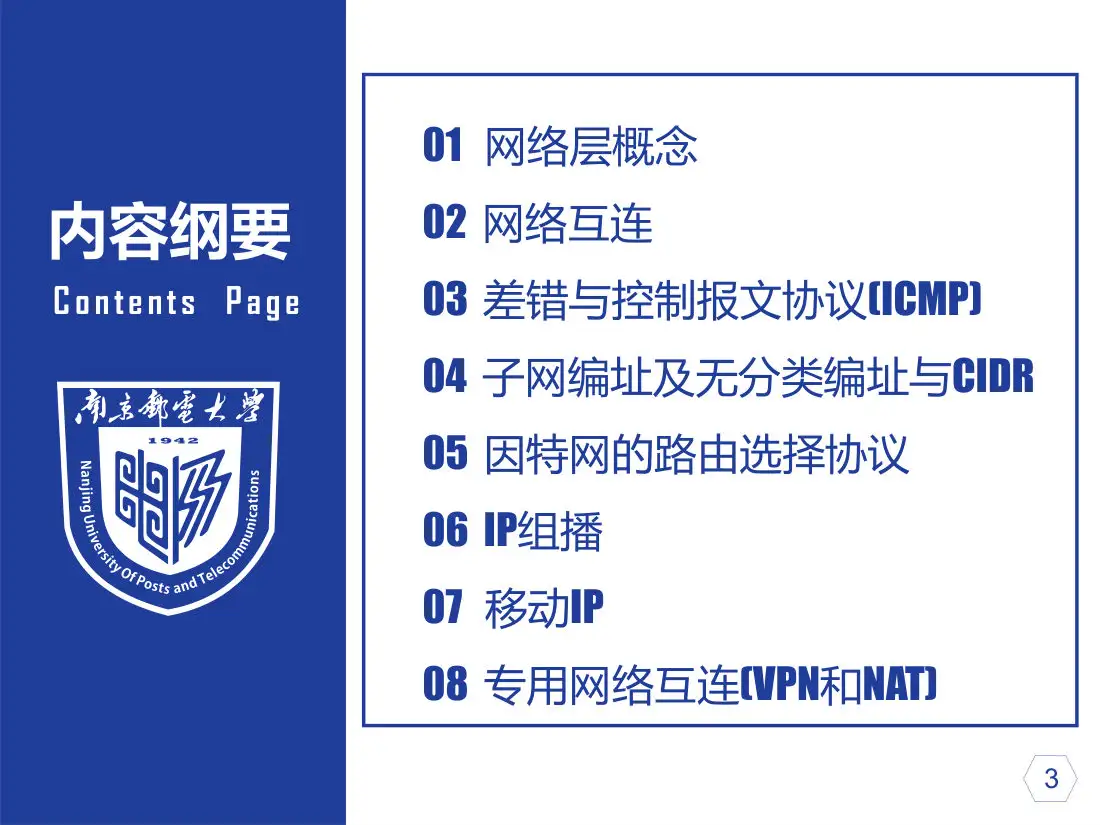 内容纲要
Contents Page
南京邮电大学
1942
Nanjing University Of Posts and Telecommunications
01 网络层概念
02 网络互连
03 差错与控制报文协议(ICMP)
04 子网编址及无分类编址与CIDR
05 因特网的路由选择协议
06 IP组播
07 移动IP
08 专用网络互连(VPN和NAT)
3